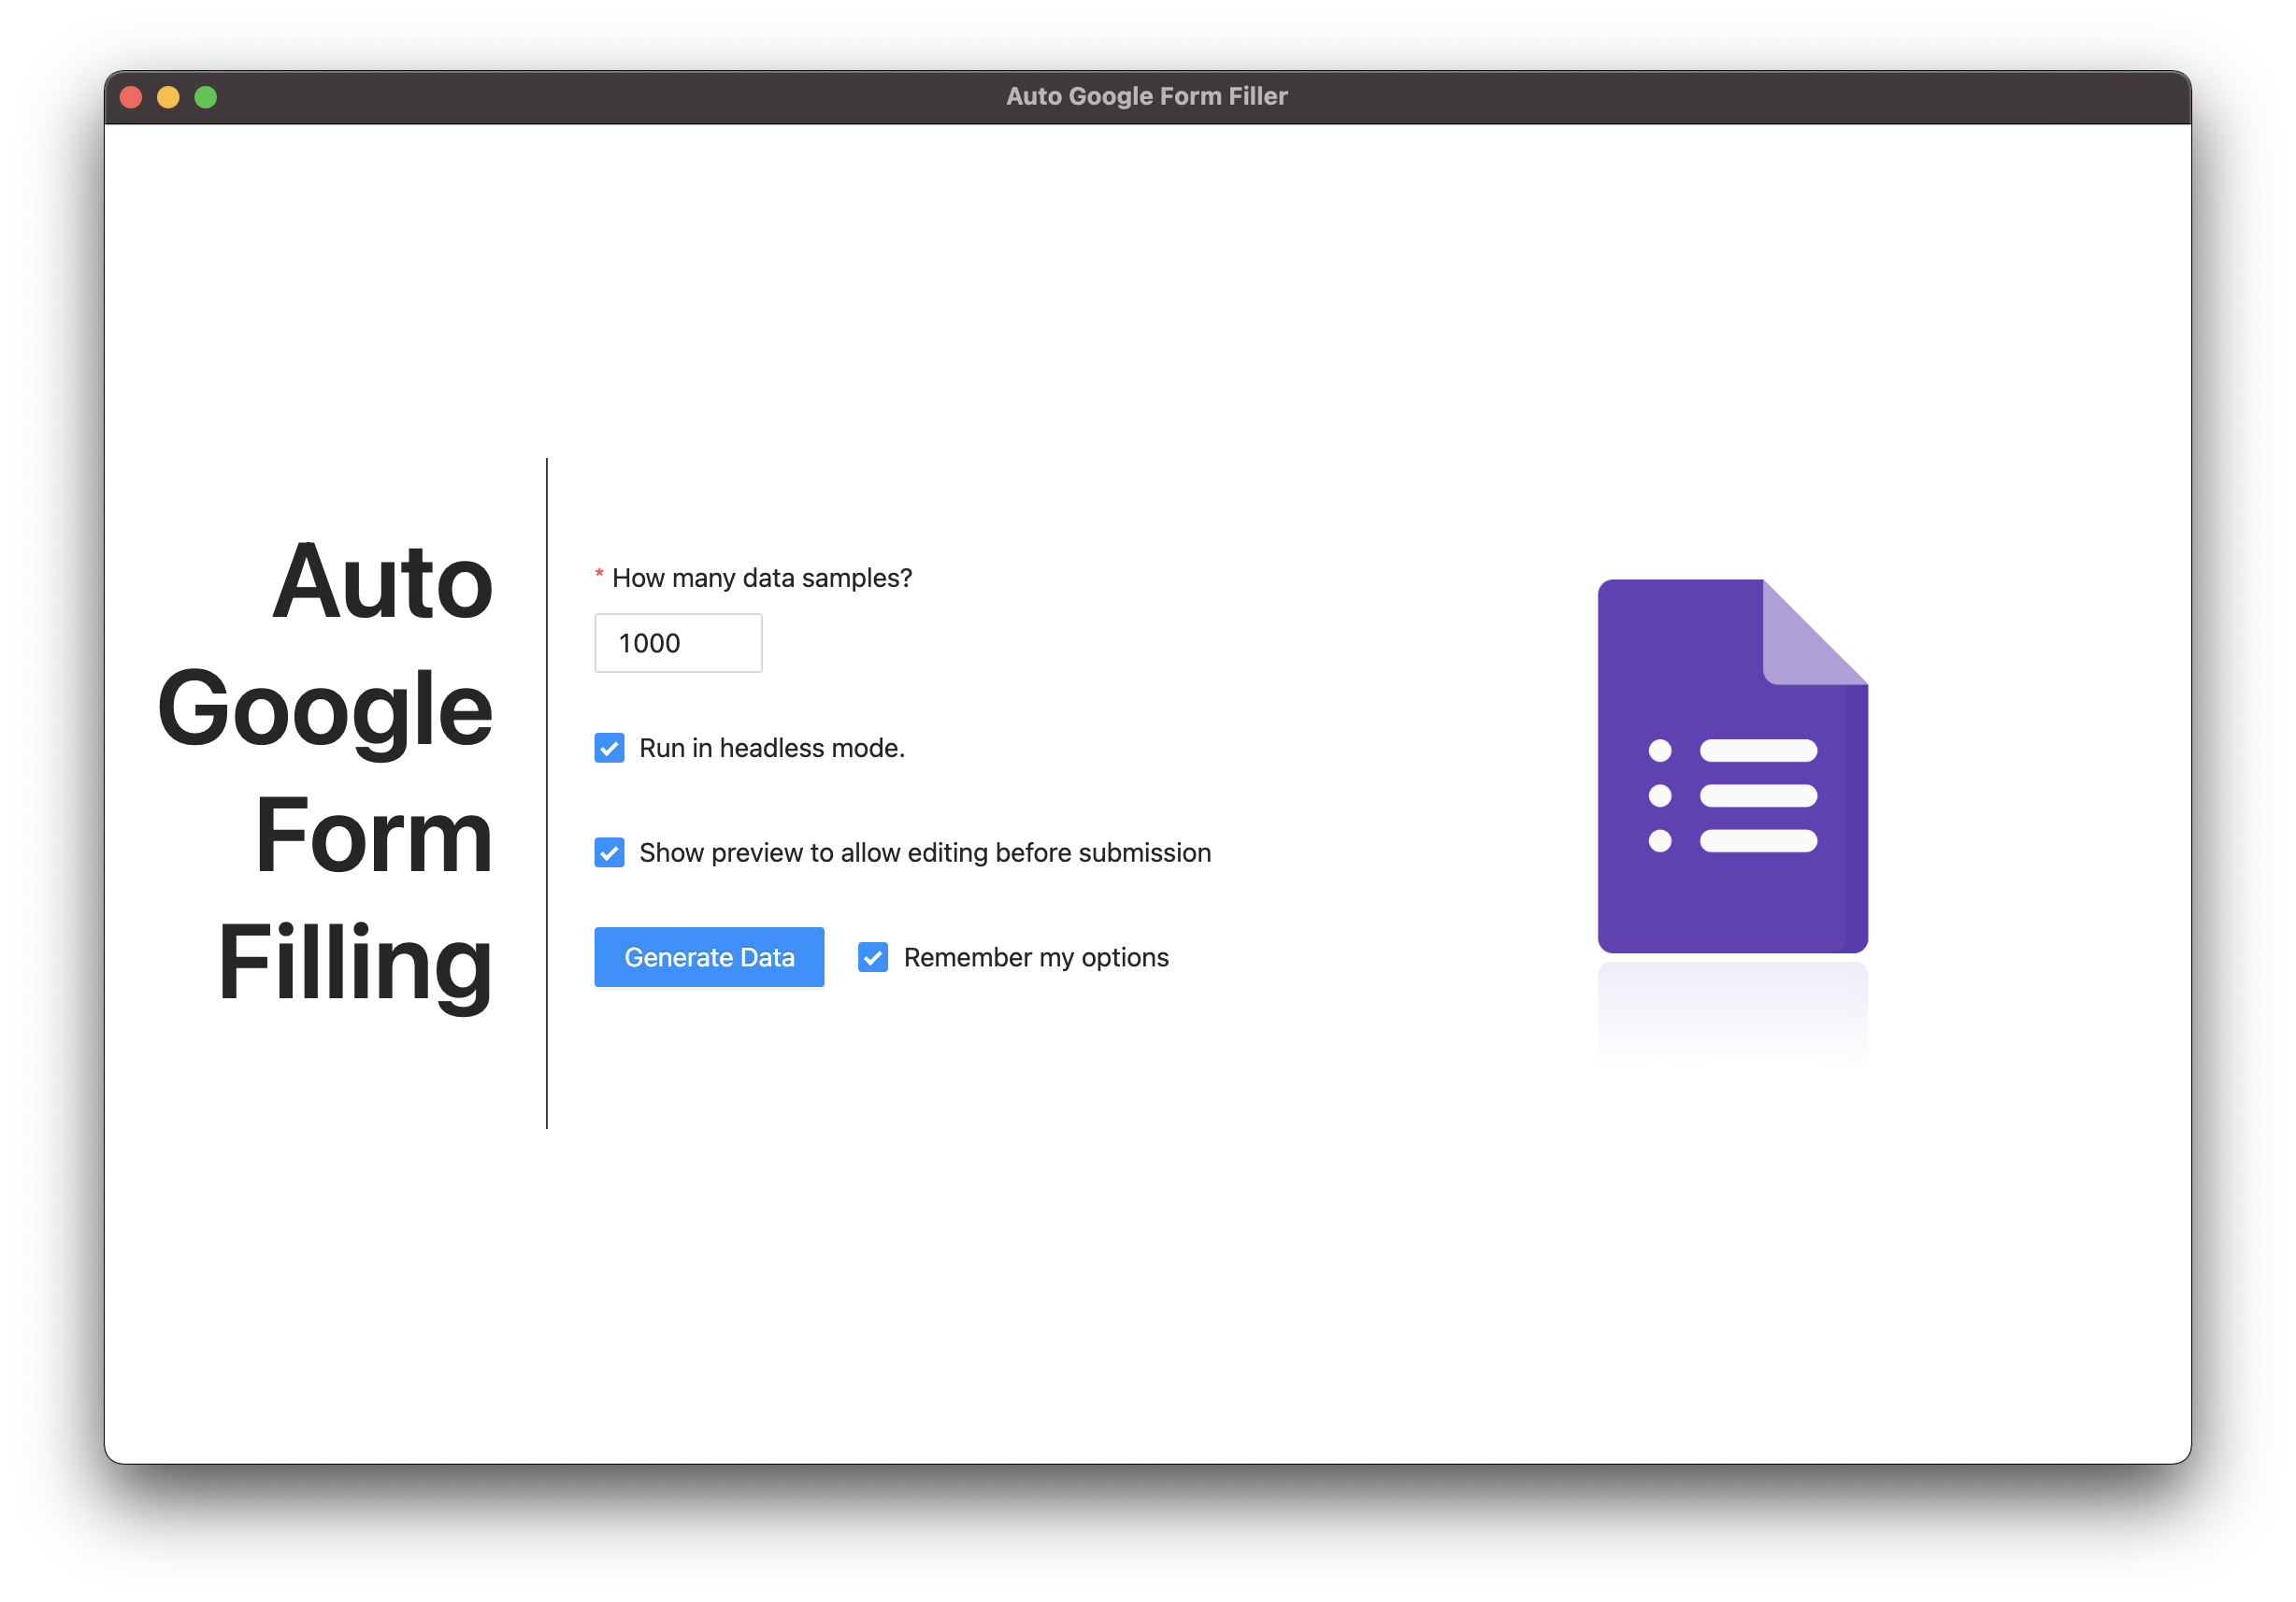 Auto Google Form Filler
Auto
Google
Form
Filling
* How many data samples?
1000
Run in headless mode.
Show preview to allow editing before submission
Generate Data
Remember my options